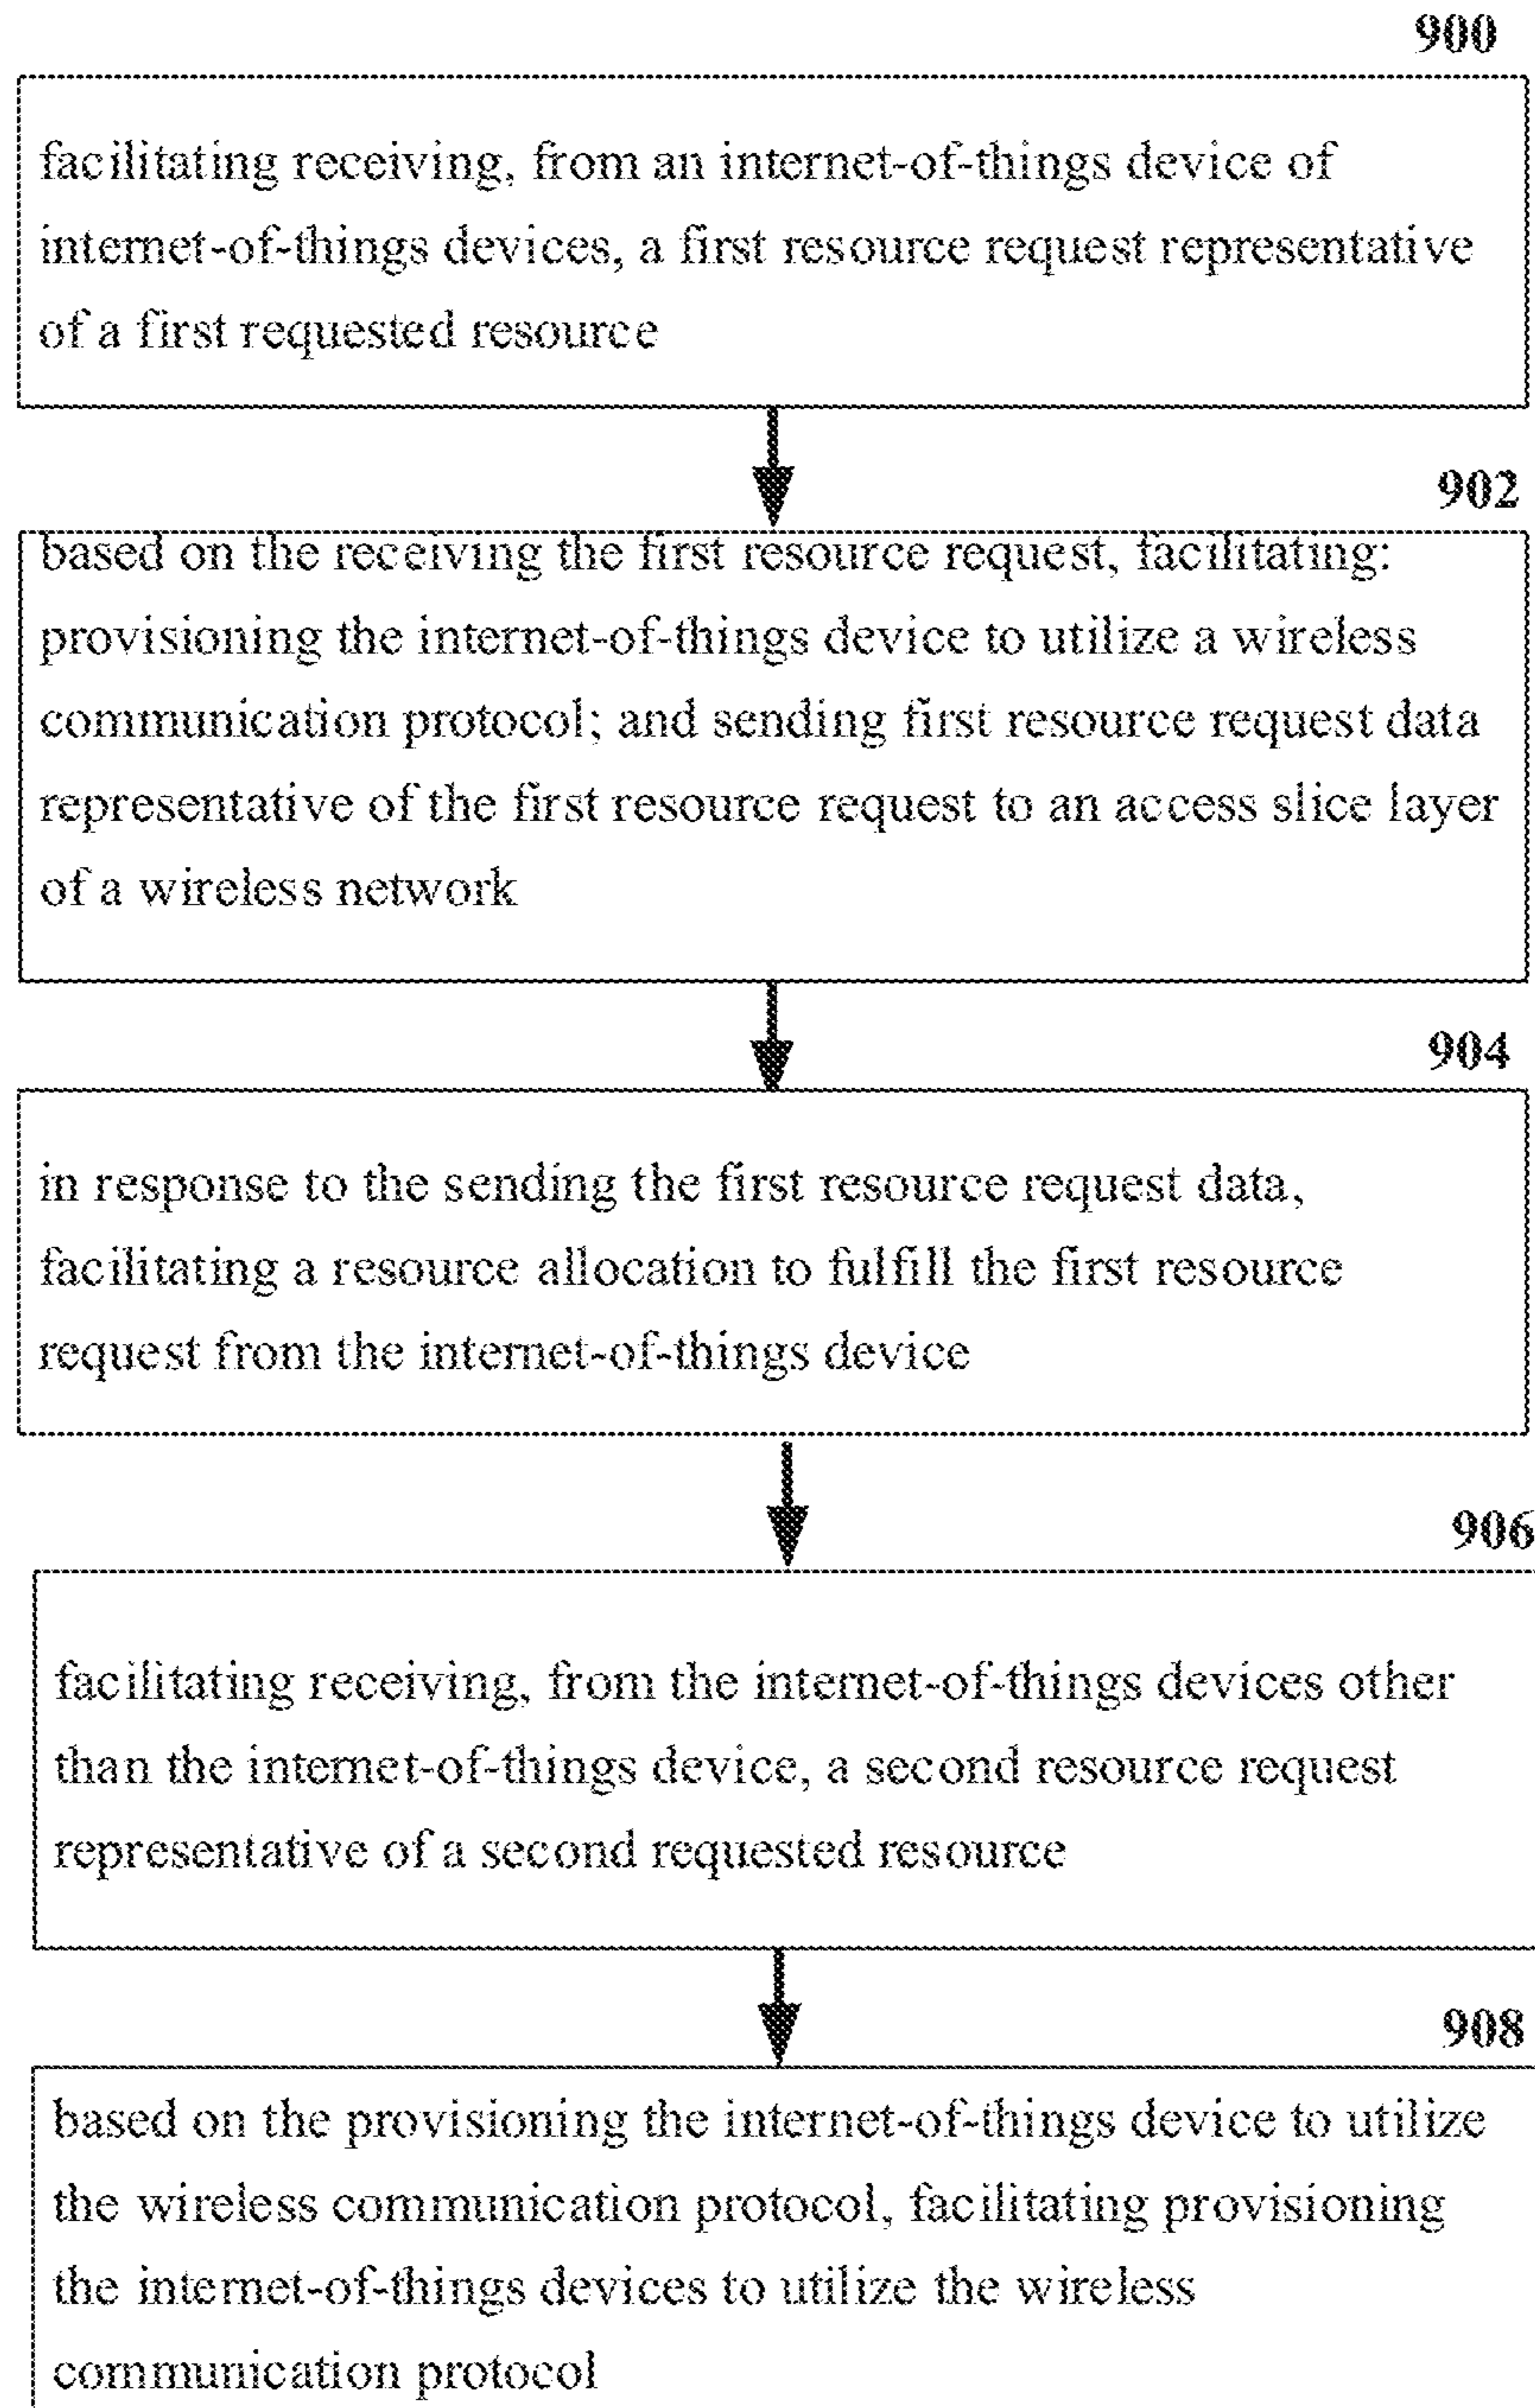 900
facilitating receiving, from an internet-of-things device of
internet-of-things devices, a first resource request representative
of a first requested resource
902
based on the receiving the first resource request, facilitating:
provisioning the internet-of-things device to utilize a wireless
communication protocol; and sending first resource request data
representative of the first resource request to an access slice layer
of a wireless network
904
in response to the sending the first resource request data,
facilitating a resource allocation to fulfill the first resource
request from the internet-of-things device
906
facilitating receiving, from the internet-of-things devices other
than the internet-of-things device, a second resource request
representative of a second requested resource
908
based on the provisioning the internet-of-things device to utilize
the wireless communication protocol, facilitating provisioning
the internet-of-things devices to utilize the wireless
communication protocol